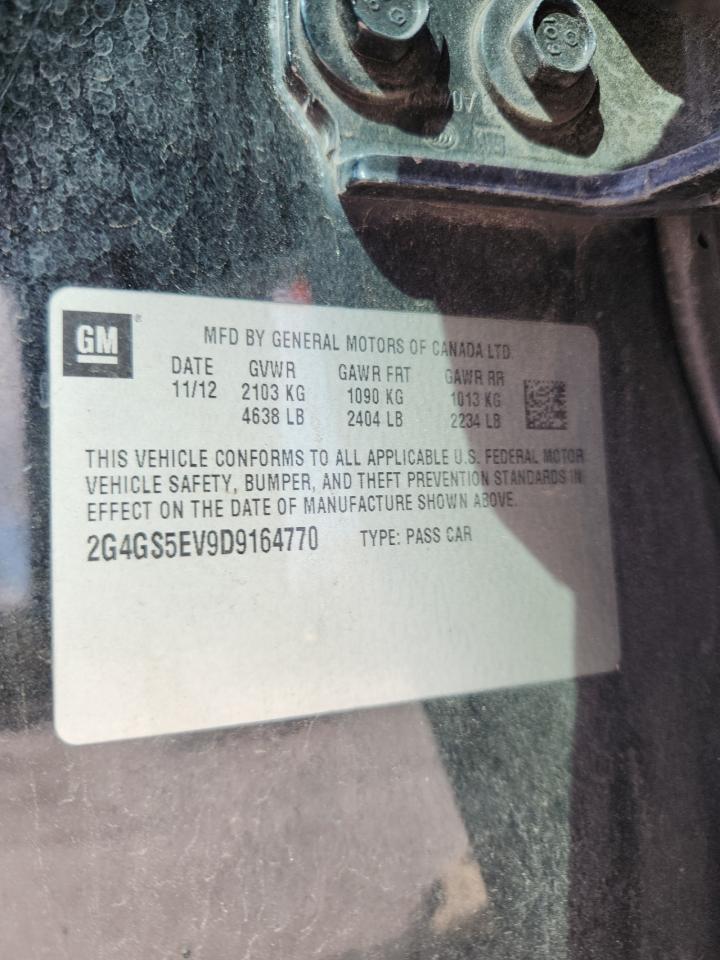 GM
MFD BY GENERAL MOTORS OF CANADA LTD
DATE GVWR GAWR FRT GAWR RR
11/12 2103 KG 1090 KG 1013 KG
4638 LB 2404 LB 2234 LB
THIS VEHICLE CONFORMS TO ALL APPLICABLE U.S. FEDERAL MOTOR
VEHICLE SAFETY, BUMPER, AND THEFT PREVENTION STANDARDS IN
EFFECT ON THE DATE OF MANUFACTURE SHOWN ABOVE.
2G4GS5EV9D9164770 TYPE: PASS CAR